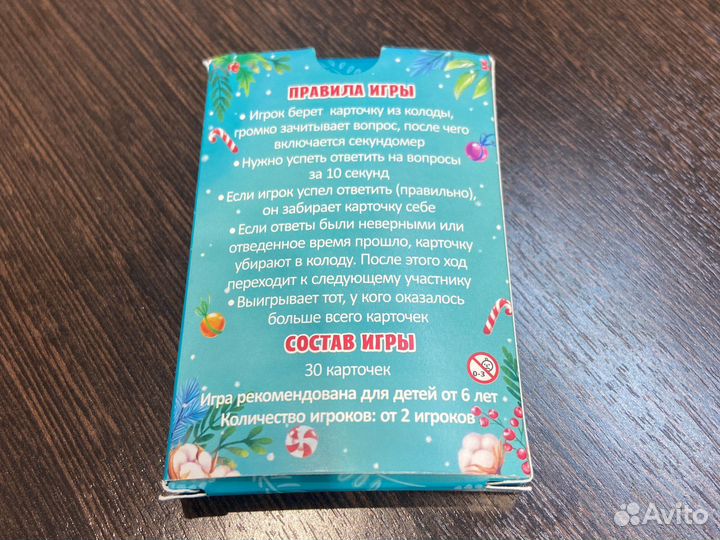 ПРАВИЛА ИГРЫ
• Игрок берет карточку из колоды,
громко зачитывает вопрос, после чего
включается секундомер
• Нужно успеть ответить на вопросы
за 10 секунд
• Если игрок успел ответить (правильно),
он забирает карточку себе
• Если ответы были неверными или
отведенное время прошло, карточку
убирают в колоду. После этого ход
переходит к следующему участнику
• Выигрывает тот, у кого оказалось
больше всего карточек
СОСТАВ ИГРЫ
30 карточек
0-3
Игра рекомендована для детей от 6 лет
Количество игроков: от 2 игроков
Avito